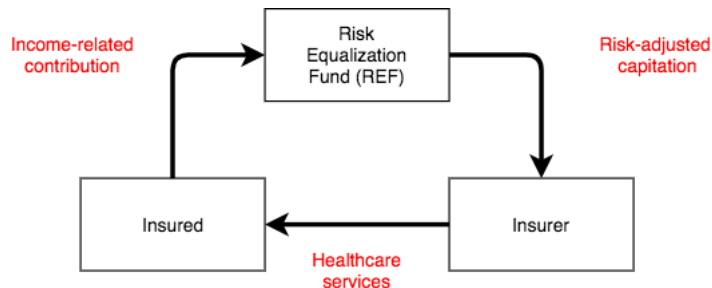 Income-related
contribution
Risk
Equalization
Fund (REF)
Risk-adjusted
capitation
Insured
Insurer
Healthcare
services